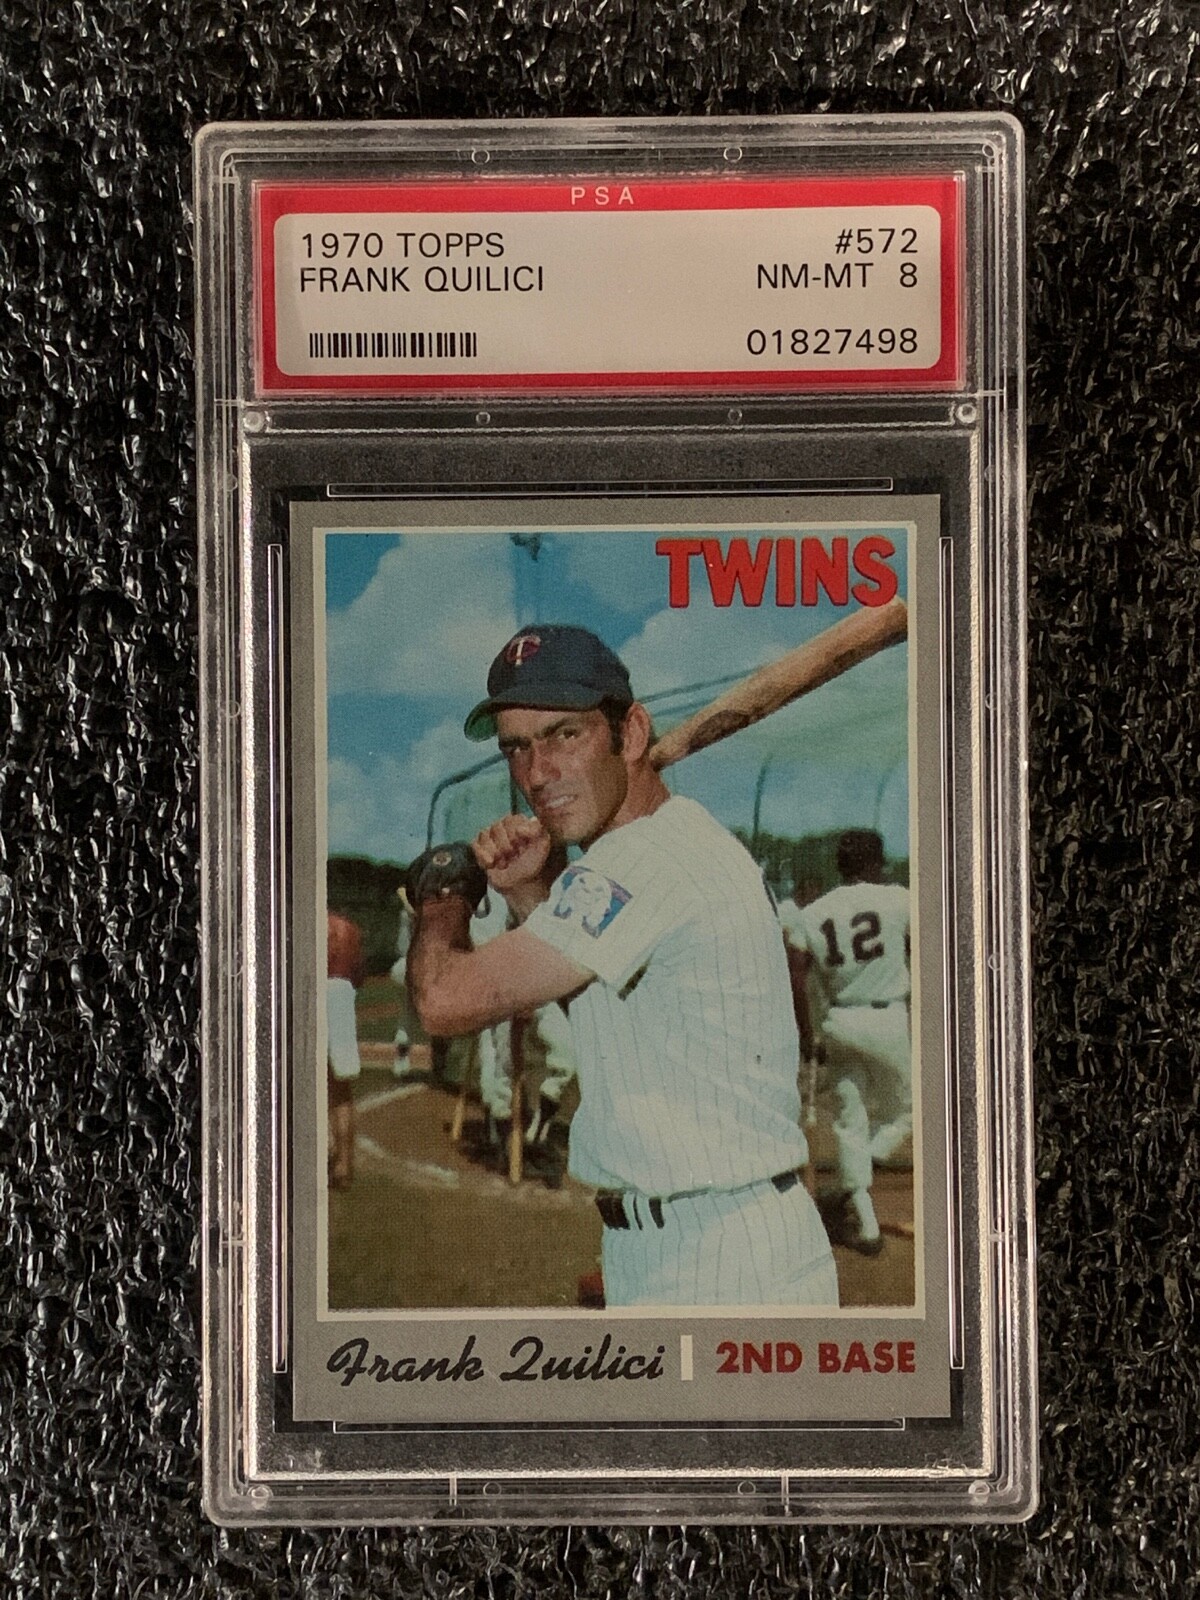 PSA
1970 TOPPS #572
FRANK QUILICI NM-MT 8
01827498
TWINS
T C
12
Frank Quilici 2ND BASE